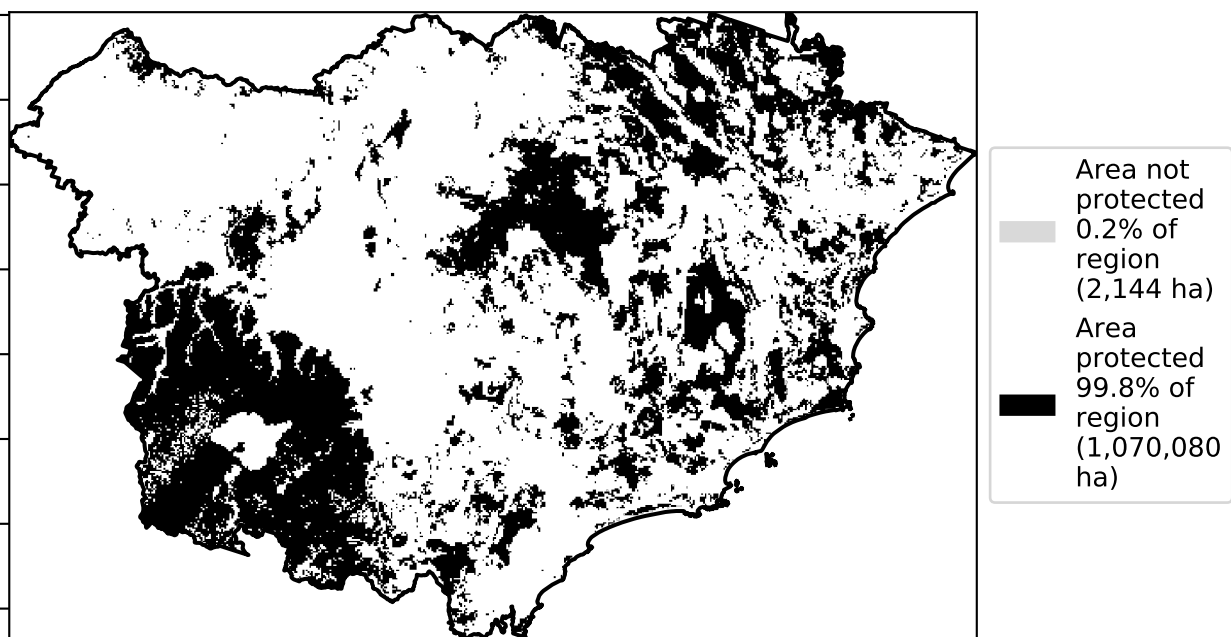 Area not
protected
0.2% of
region
(2,144 ha)
Area
protected
99.8% of
region
(1,070,080
ha)